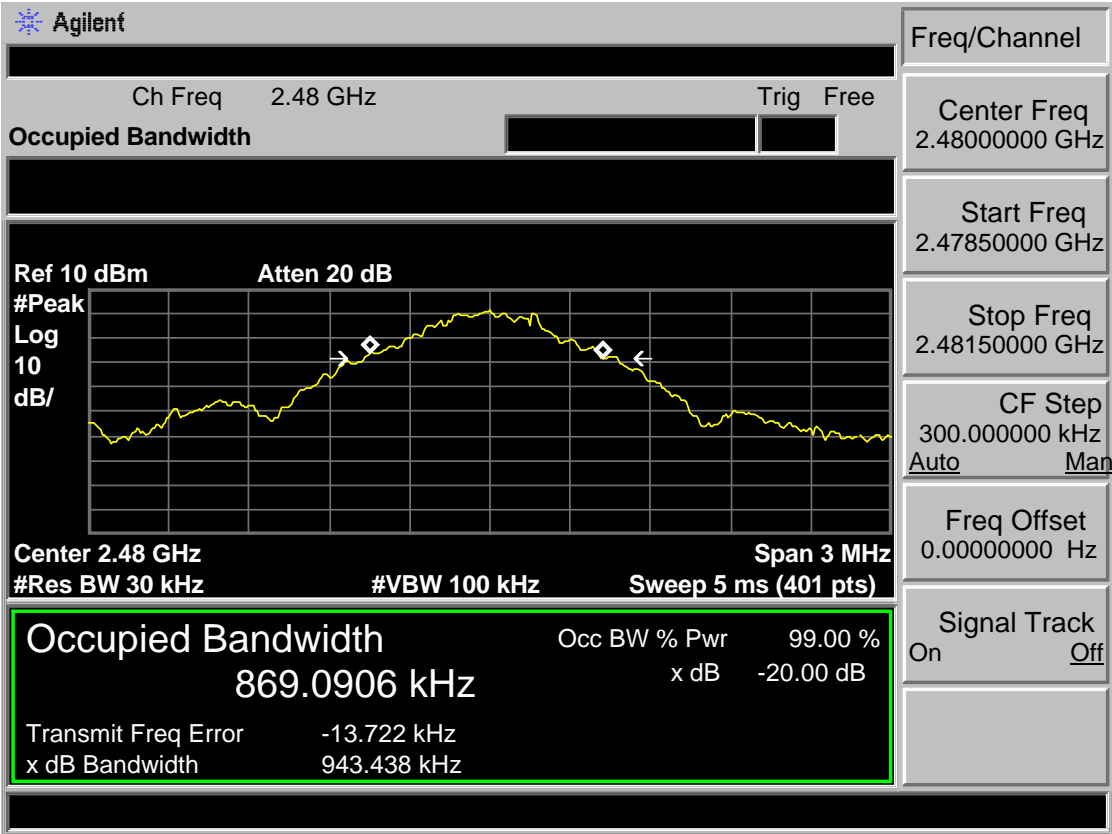 Agilent
Freq/Channel
Ch Freq 2.48 GHz Trig Free
Occupied Bandwidth
Center Freq
2.48000000 GHz
Start Freq
2.47850000 GHz
Stop Freq
2.48150000 GHz
CF Step
300.000000 kHz
Auto Man
Freq Offset
0.00000000 Hz
Signal Track
On Off
Ref 10 dBm Atten 20 dB
#Peak
Log
10
dB/
Center 2.48 GHz Span 3 MHz
#Res BW 30 kHz #VBW 100 kHz Sweep 5 ms (401 pts)
Occupied Bandwidth Occ BW % Pwr 99.00 %
869.0906 kHz x dB -20.00 dB
Transmit Freq Error -13.722 kHz
x dB Bandwidth 943.438 kHz